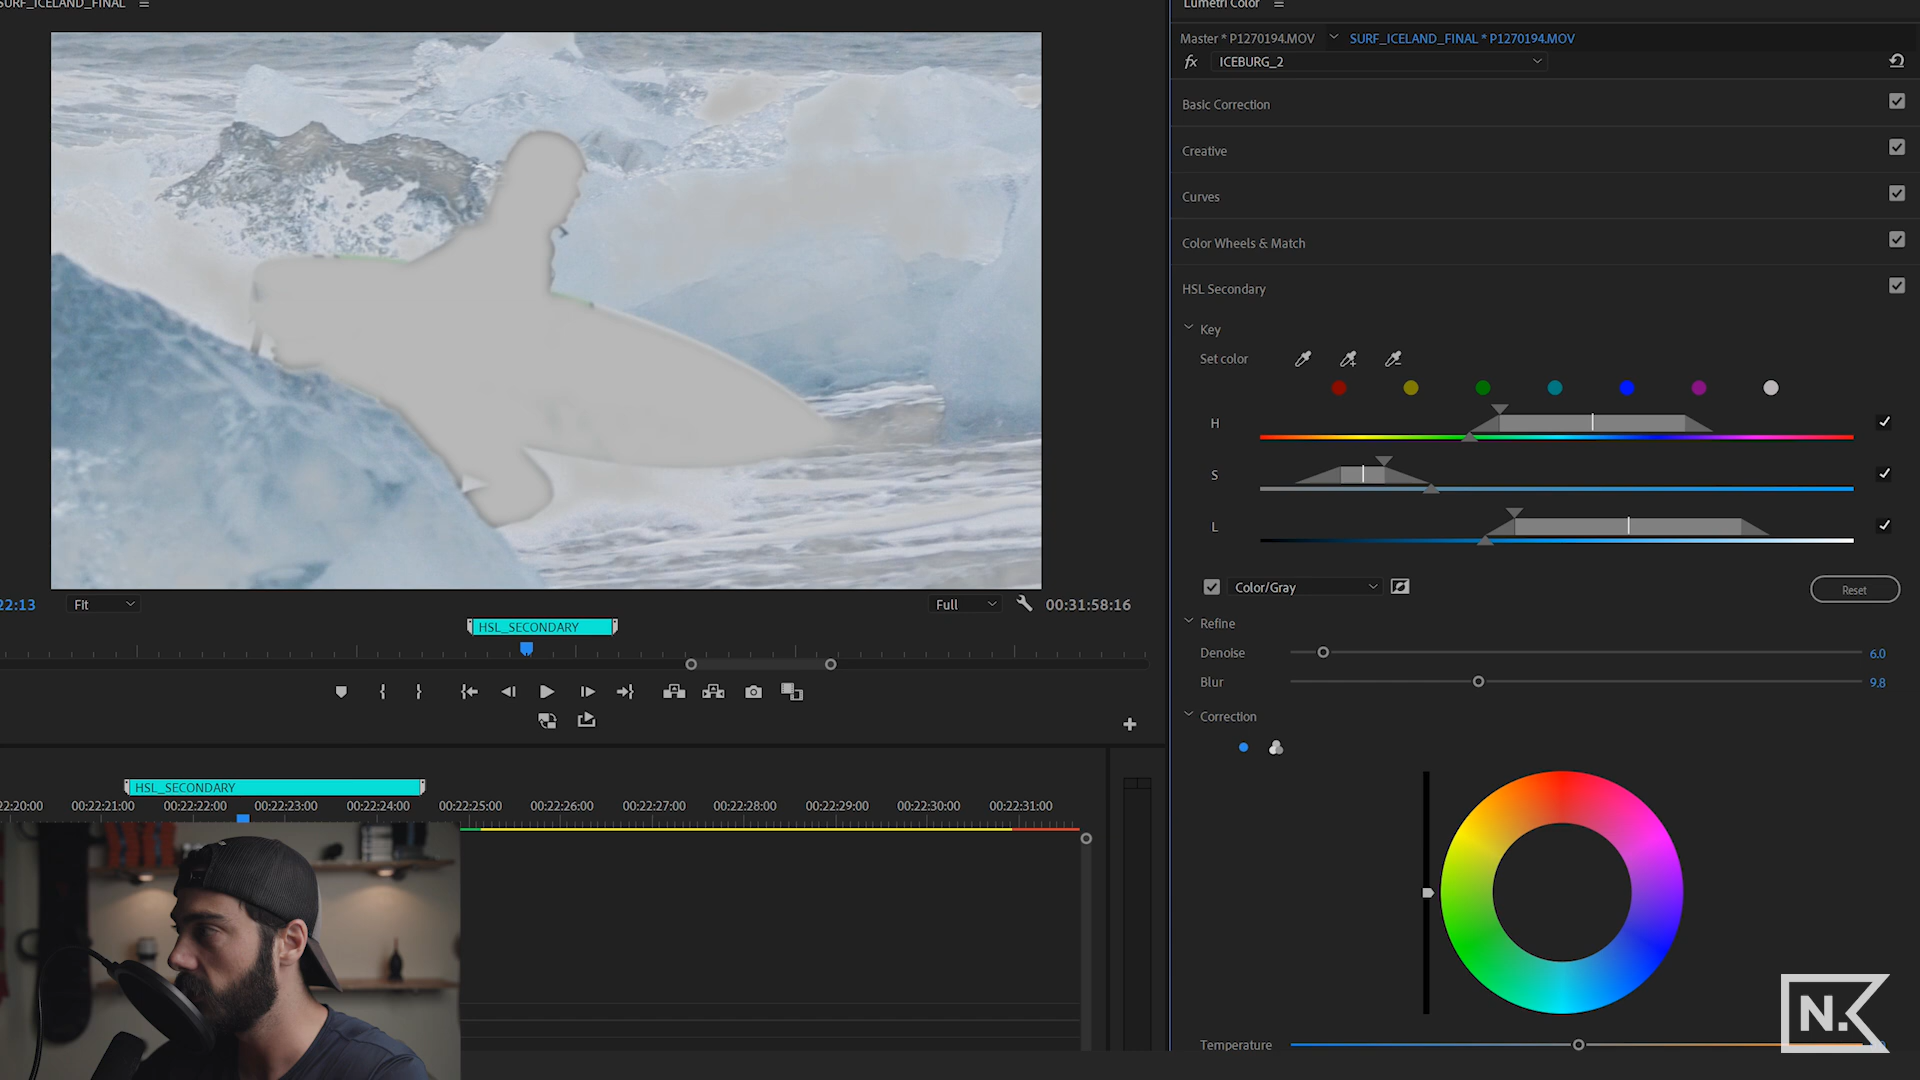 SURF_ICELAND_FINAL
Lumetri Color
Master * P1270194.MOV
SURF_ICELAND_FINAL * P1270194.MOV
fx
ICEBURG_2
Basic Correction
Creative
Curves
Color Wheels & Match
HSL Secondary
Key
Set color
H
S
L
Color/Gray
Reset
Refine
Denoise
6.0
Blur
9.8
Correction
Temperature
22:13
Fit
Full
00:31:58:16
HSL_SECONDARY
HSL_SECONDARY
22:20:00
00:22:21:00
00:22:22:00
00:22:23:00
00:22:24:00
00:22:25:00
00:22:26:00
00:22:27:00
00:22:28:00
00:22:29:00
00:22:30:00
00:22:31:00
N.K